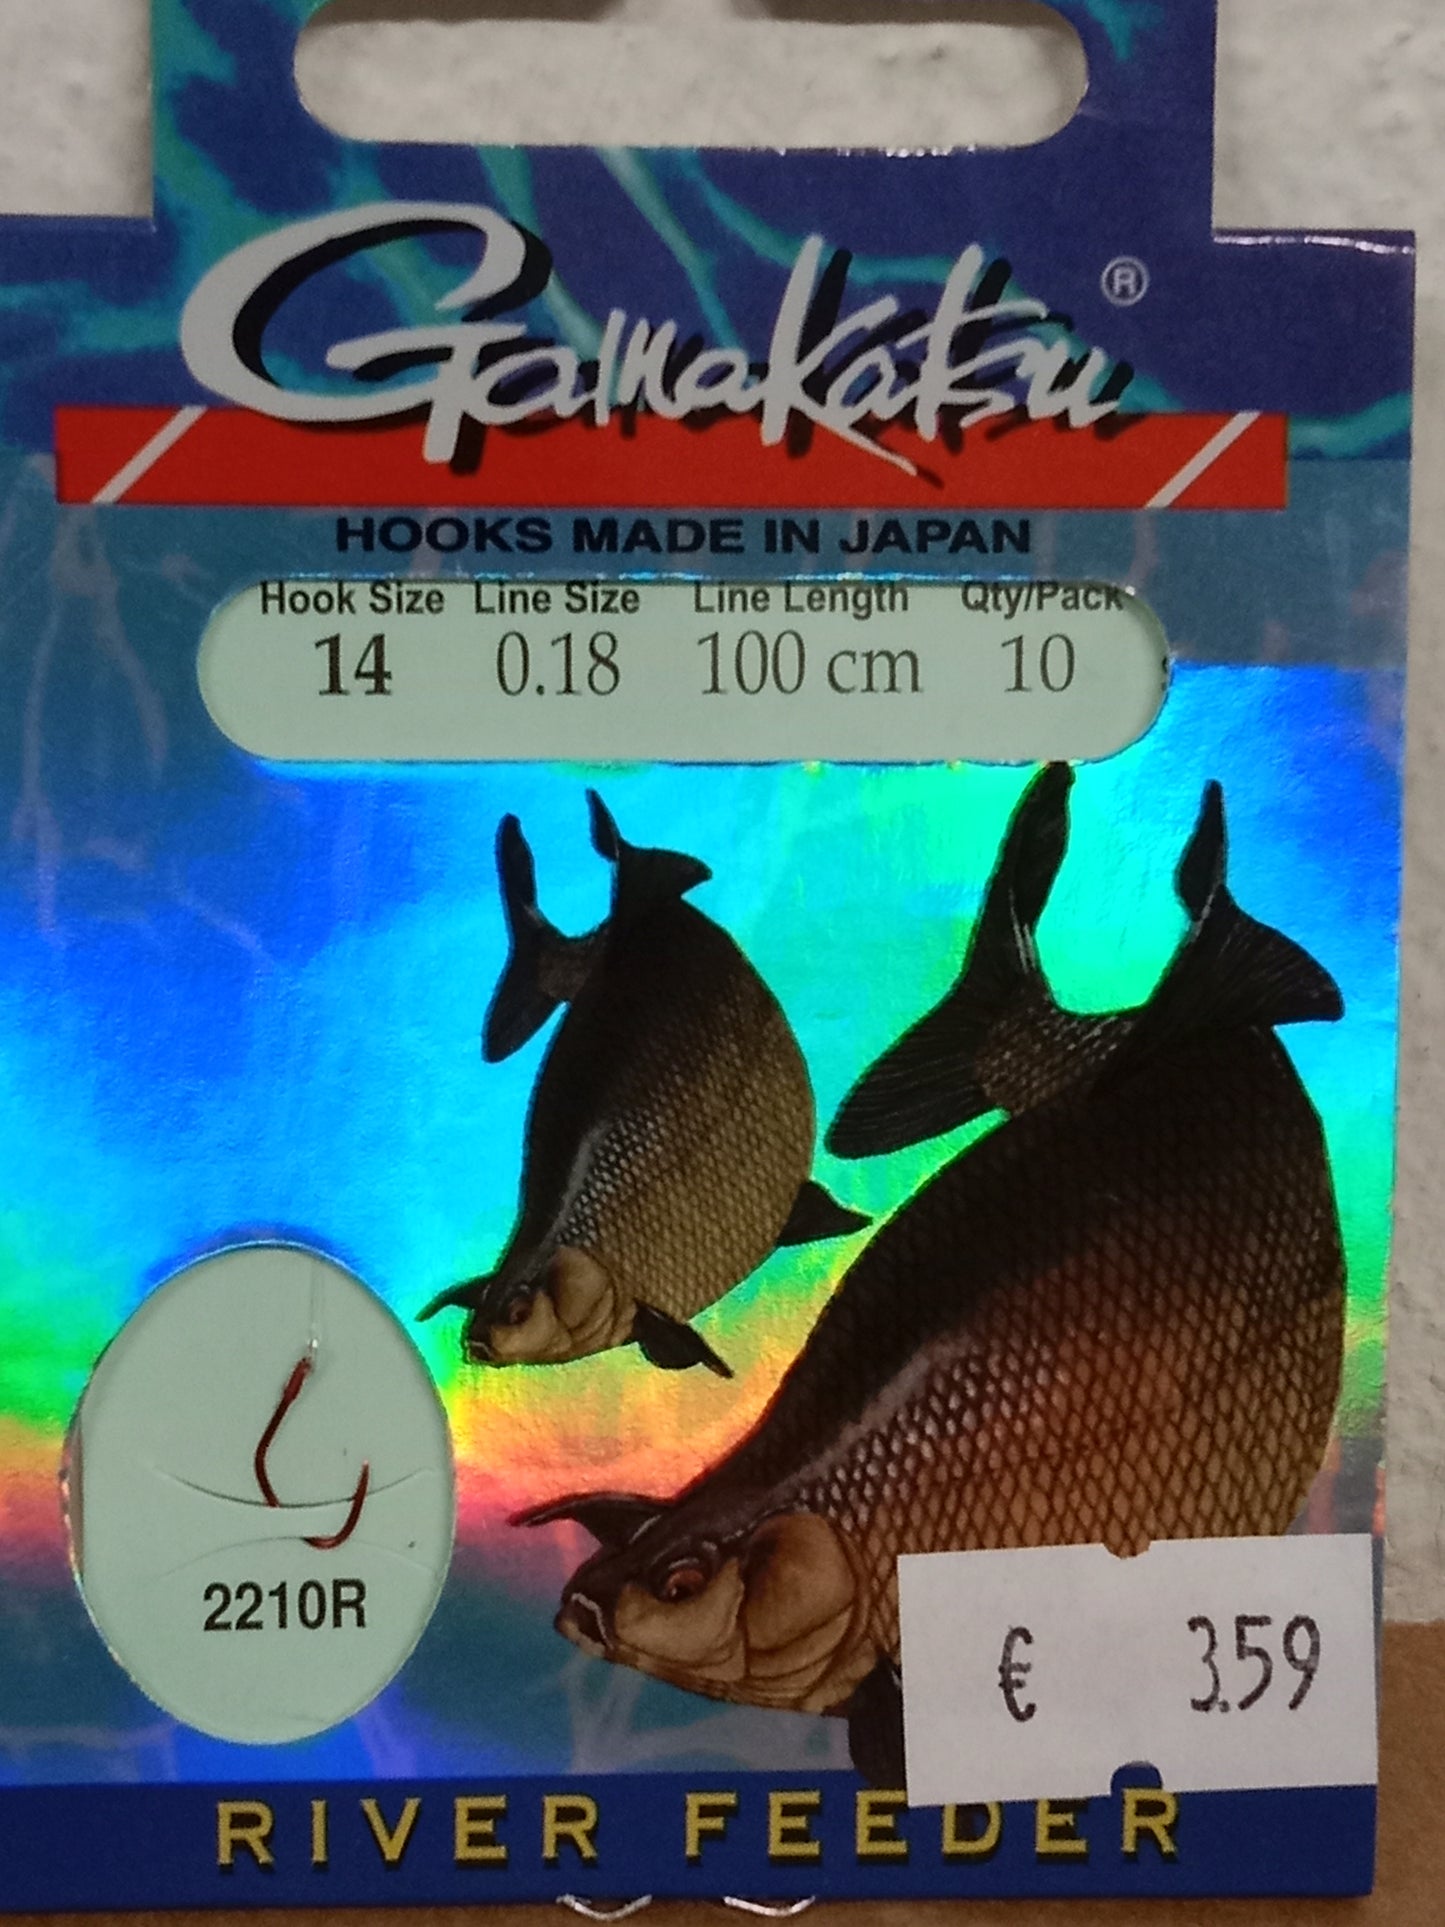 Gamakatsu ®
HOOKS MADE IN JAPAN
Hook Size Line Size Line Length Qty/Pack
14 0.18 100 cm 10
2210R
€ 3.59
RIVER FEEDER